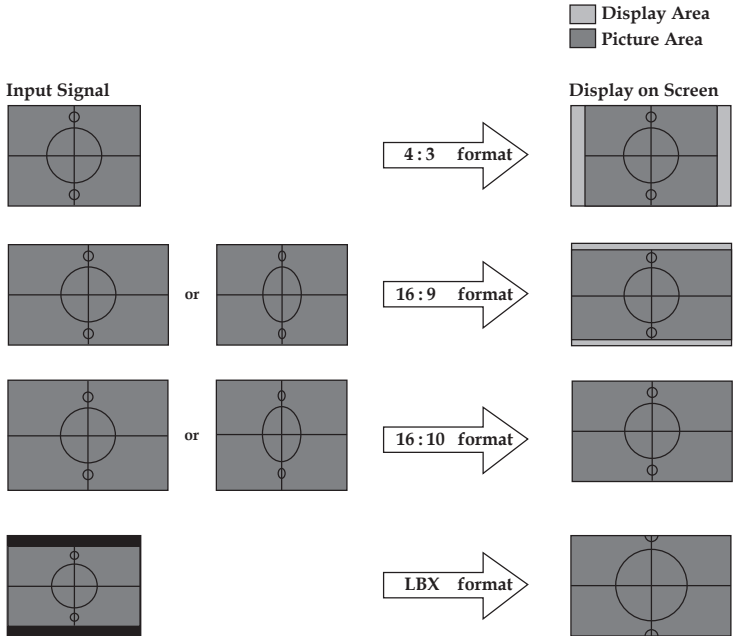 Display Area
Picture Area
Input Signal
Display on Screen
4 : 3 format
or
16 : 9 format
or
16 : 10 format
LBX format